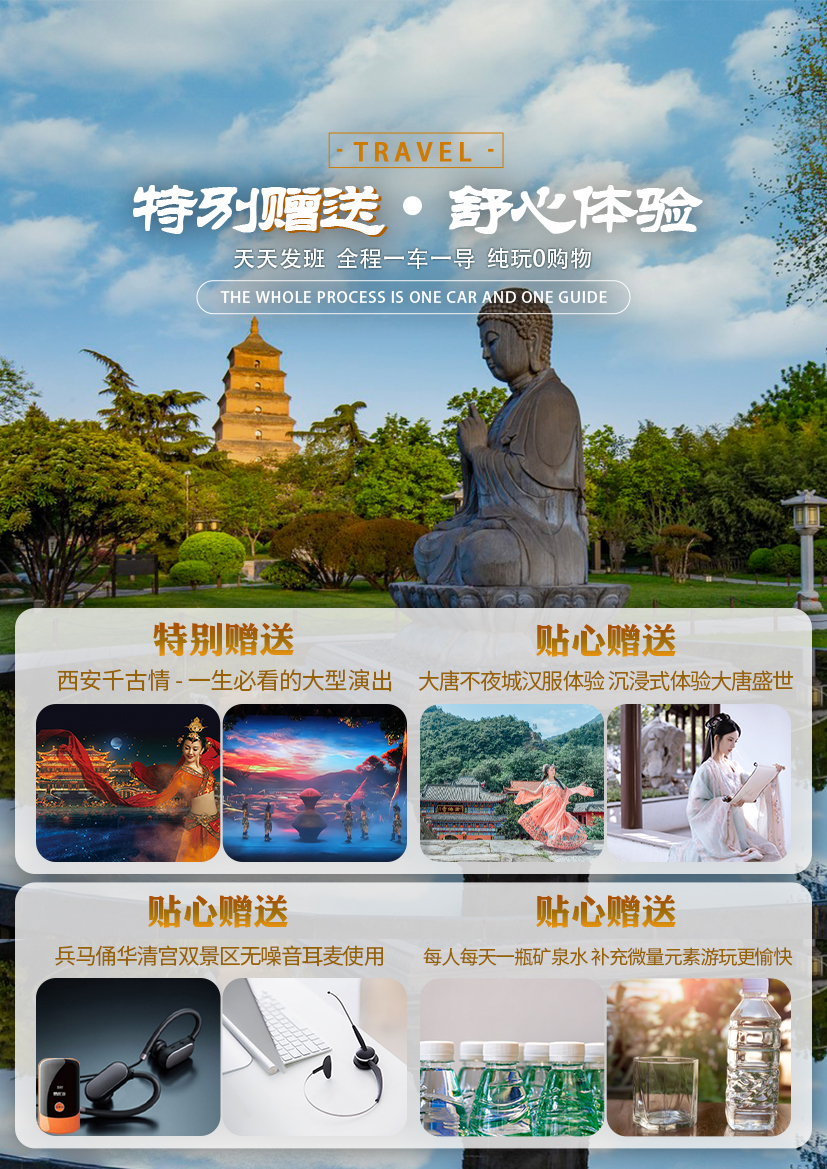 - TRAVEL -
特别赠送·舒心体验
天天发班 全程一车一导 纯玩0购物
THE WHOLE PROCESS IS ONE CAR AND ONE GUIDE
特别赠送
西安千古情 - 一生必看的大型演出
贴心赠送
大唐不夜城汉服体验 沉浸式体验大唐盛世
贴心赠送
兵马俑华清宫双景区无噪音耳麦使用
贴心赠送
每人每天一瓶矿泉水 补充微量元素游玩更愉快